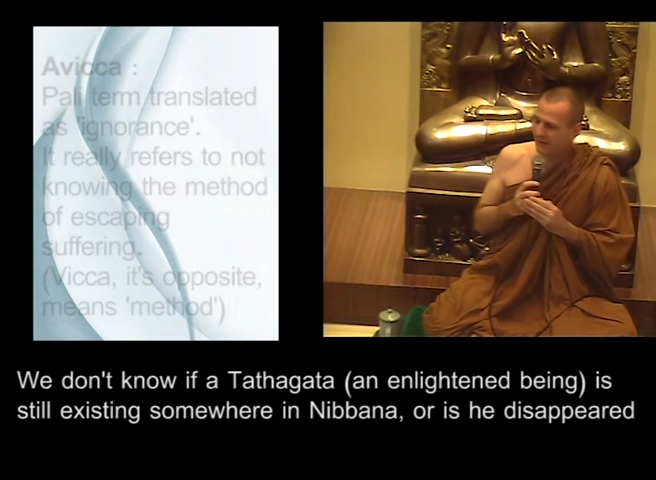 Avicca :
Pali term translated
as 'ignorance'.
It really refers to not
knowing the method
of escaping
suffering.
(Vicca, it's opposite,
means 'method')
We don't know if a Tathagata (an enlightened being) is
still existing somewhere in Nibbana, or is he disappeared